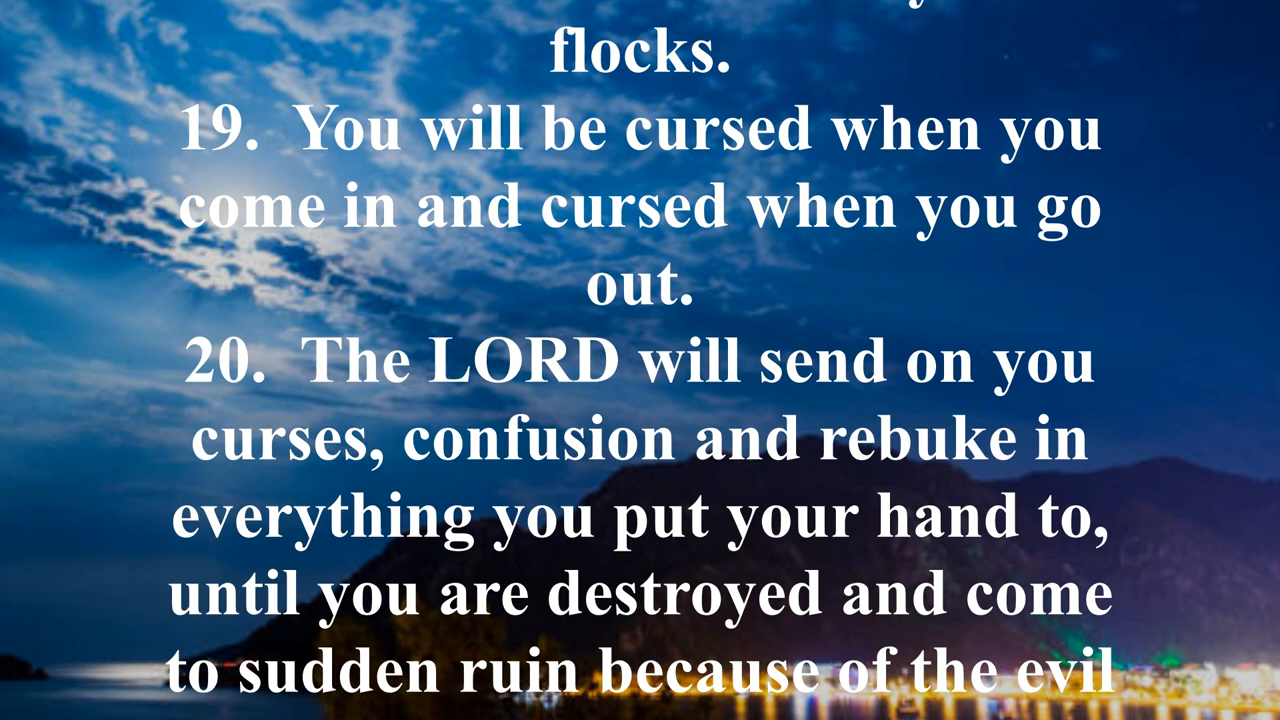 flocks.
19. You will be cursed when you
come in and cursed when you go
out.
20. The LORD will send on you
curses, confusion and rebuke in
everything you put your hand to,
until you are destroyed and come
to sudden ruin because of the evil